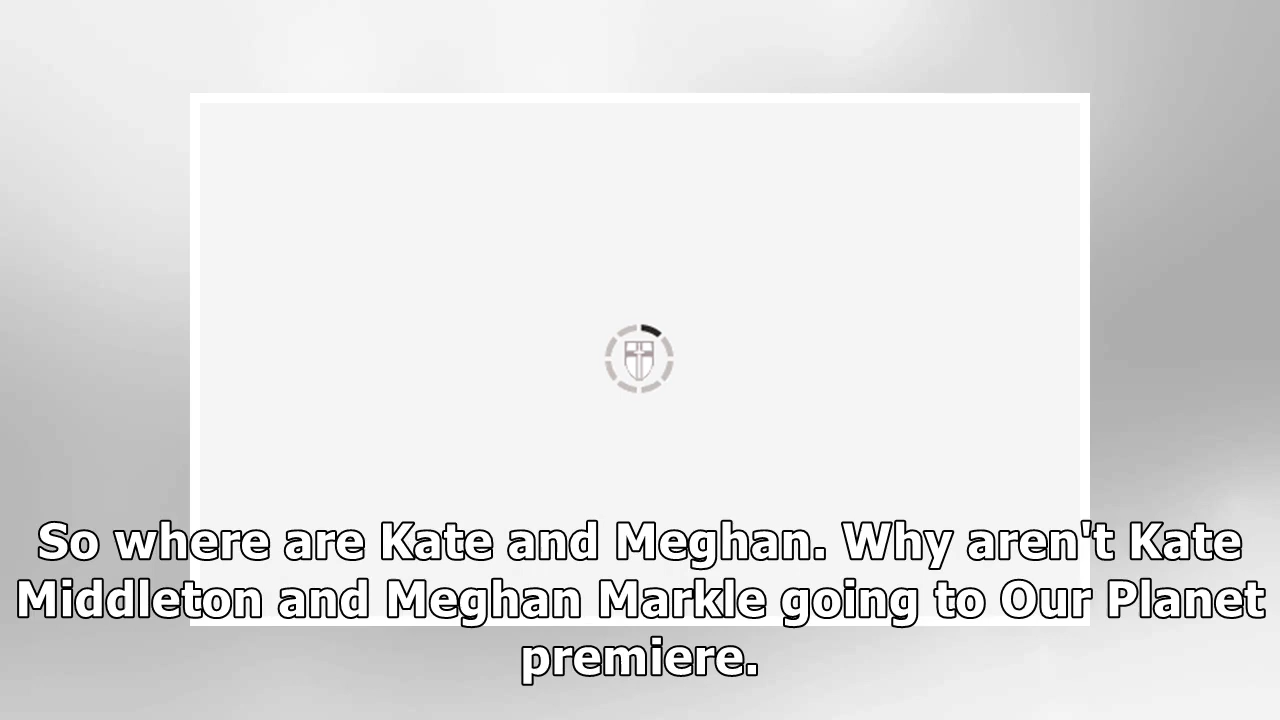 So where are Kate and Meghan. Why aren't Kate
Middleton and Meghan Markle going to Our Planet
premiere.